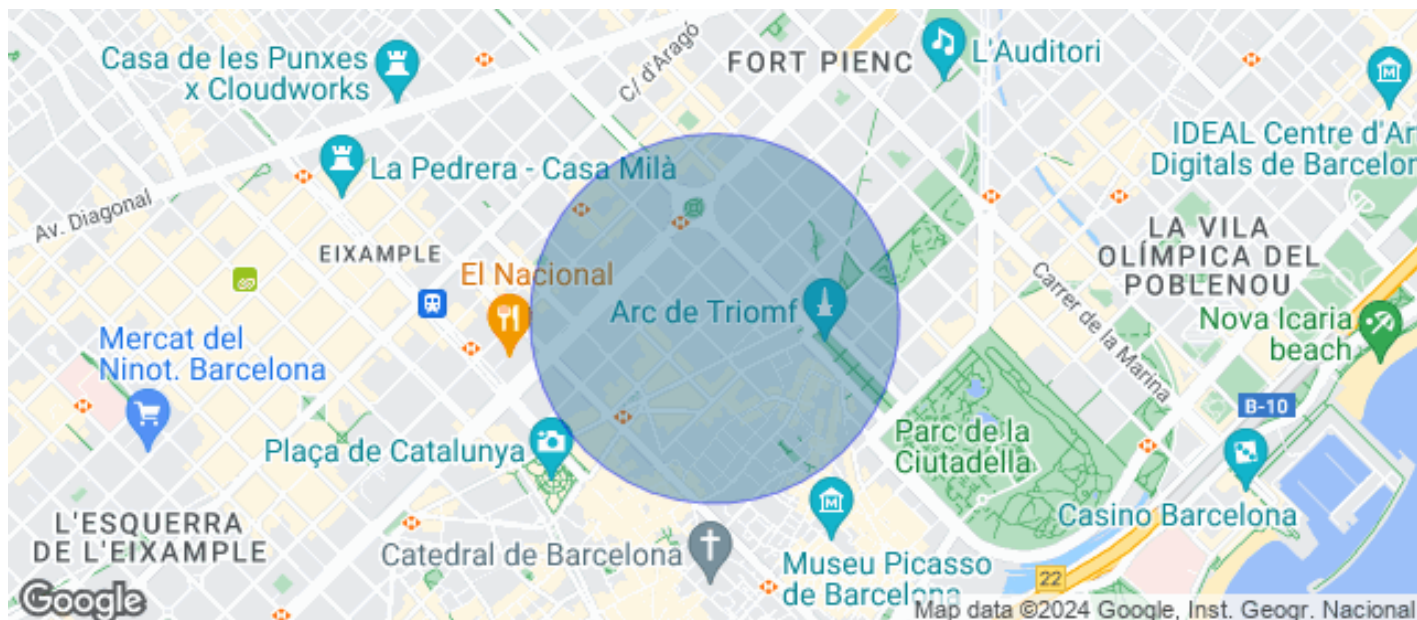 Casa de les Punxes
x Cloudworks
C/ d'Aragó
FORT PIENC
L'Auditori
IDEAL Centre d'Ar
Digitals de Barcelon
La Pedrera - Casa Milà
Av. Diagonal
EIXAMPLE
LA VILA
OLÍMPICA DEL
POBLENOU
El Nacional
Arc de Triomf
Carrer de la Marina
Nova Icaria
beach
Mercat del
Ninot. Barcelona
B-10
Plaça de Catalunya
Parc de la
Ciutadella
L'ESQUERRA
DE L'EIXAMPLE
Catedral de Barcelona
Casino Barcelona
Museu Picasso
de Barcelona
22
Google
Map data ©2024 Google, Inst. Geogr. Nacional